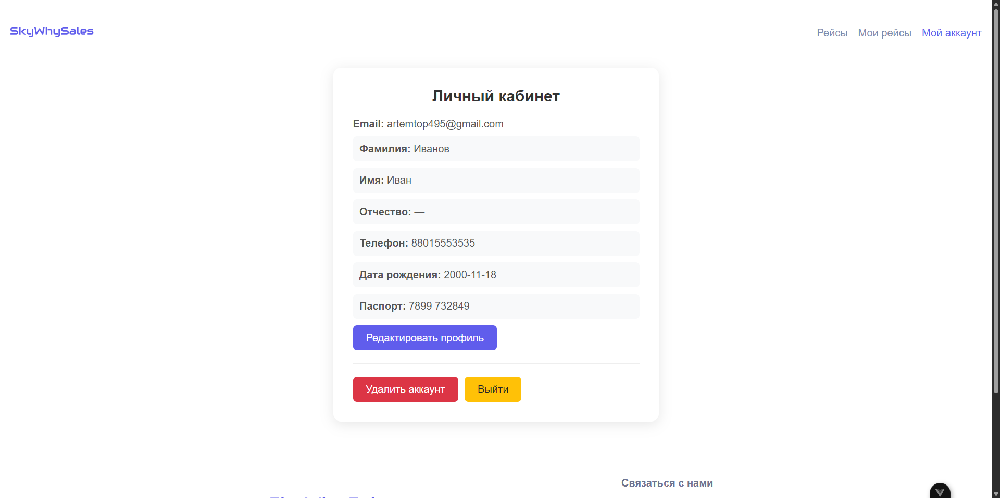 SkyWhySales
Рейсы Мои рейсы Мой аккаунт
Личный кабинет
Email: artemtop495@gmail.com
Фамилия: Иванов
Имя: Иван
Отчество: —
Телефон: 88015553535
Дата рождения: 2000-11-18
Паспорт: 7899 732849
Редактировать профиль
Удалить аккаунт Выйти
Связаться с нами